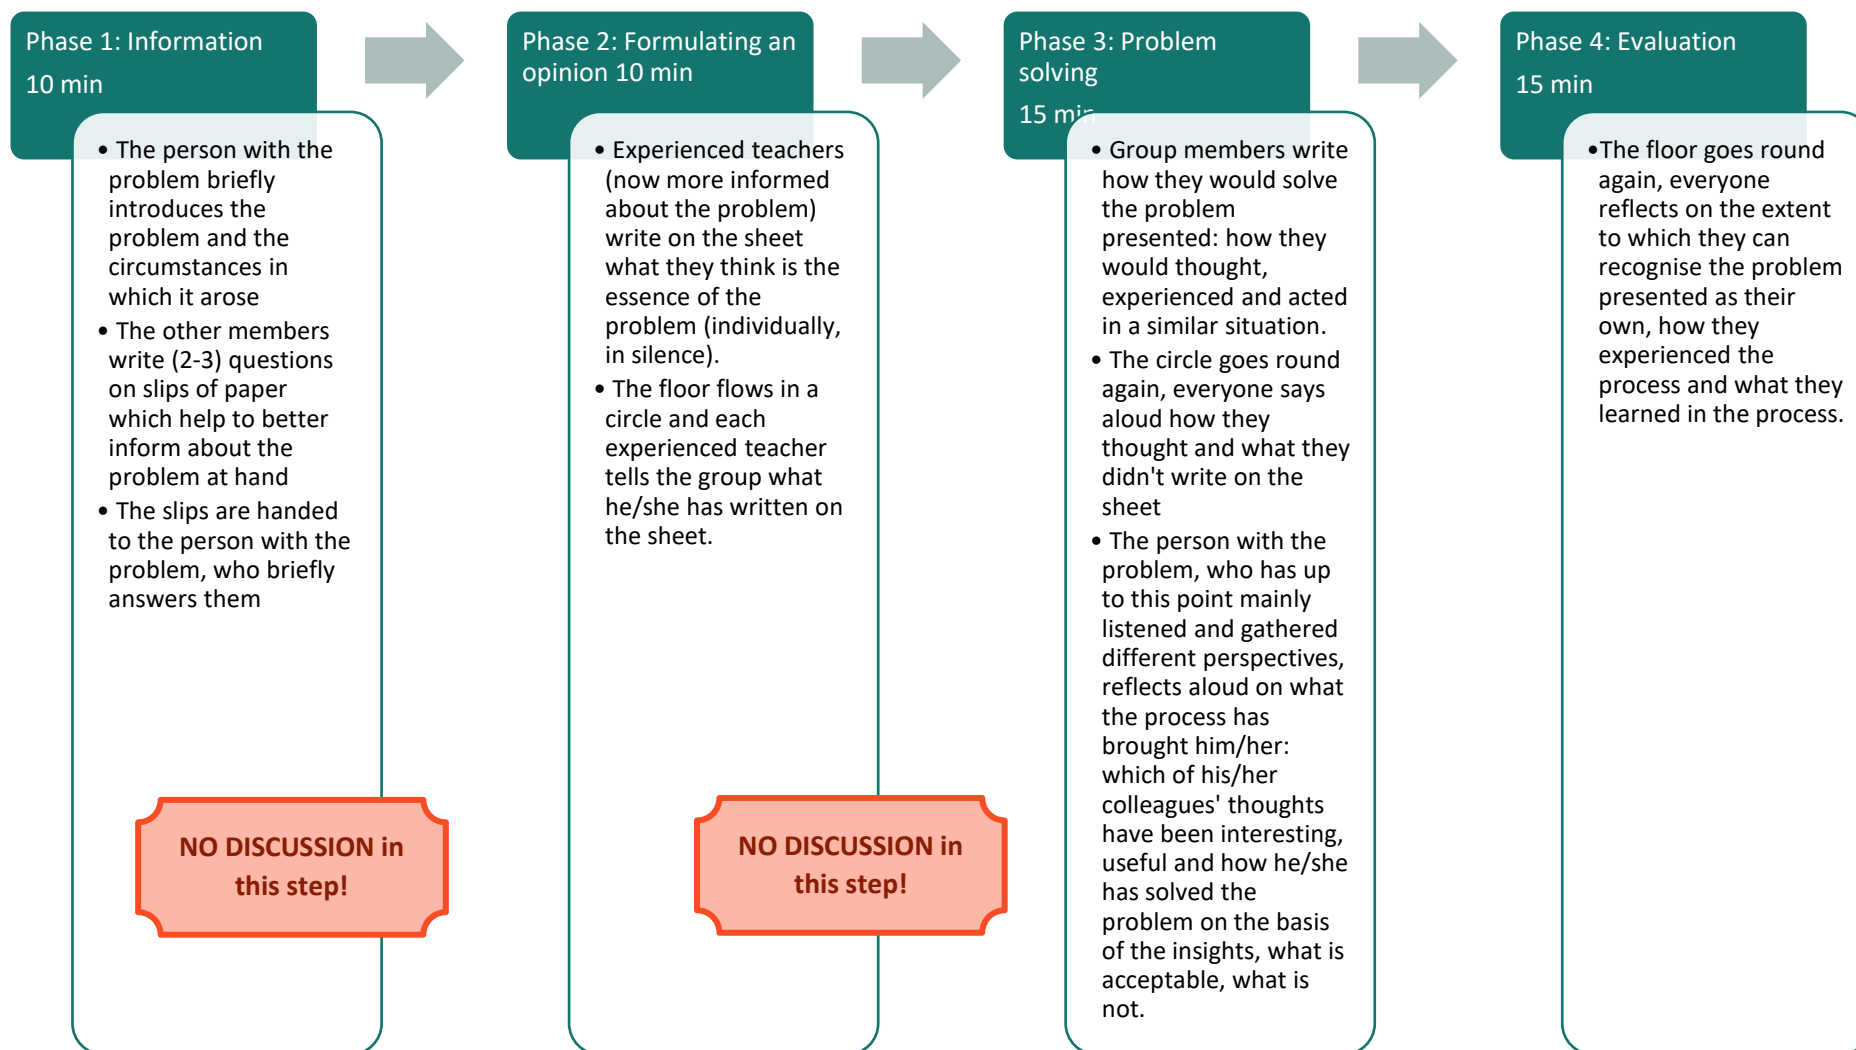 Phase 1: Information
10 min
• The person with the
problem briefly
introduces the
problem and the
circumstances in
which it arose
• The other members
write (2-3) questions
on slips of paper
which help to better
inform about the
problem at hand
• The slips are handed
to the person with the
problem, who briefly
answers them
NO DISCUSSION in
this step!
Phase 2: Formulating an
opinion 10 min
• Experienced teachers
(now more informed
about the problem)
write on the sheet
what they think is the
essence of the
problem (individually,
in silence).
• The floor flows in a
circle and each
experienced teacher
tells the group what
he/she has written on
the sheet.
NO DISCUSSION in
this step!
Phase 3: Problem
solving
15 min
• Group members write
how they would solve
the problem
presented: how they
would thought,
experienced and acted
in a similar situation.
• The circle goes round
again, everyone says
aloud how they
thought and what they
didn't write on the
sheet
• The person with the
problem, who has up
to this point mainly
listened and gathered
different perspectives,
reflects aloud on what
the process has
brought him/her:
which of his/her
colleagues' thoughts
have been interesting,
useful and how he/she
has solved the
problem on the basis
of the insights, what is
acceptable, what is
not.
Phase 4: Evaluation
15 min
•The floor goes round
again, everyone
reflects on the extent
to which they can
recognise the problem
presented as their
own, how they
experienced the
process and what they
learned in the process.